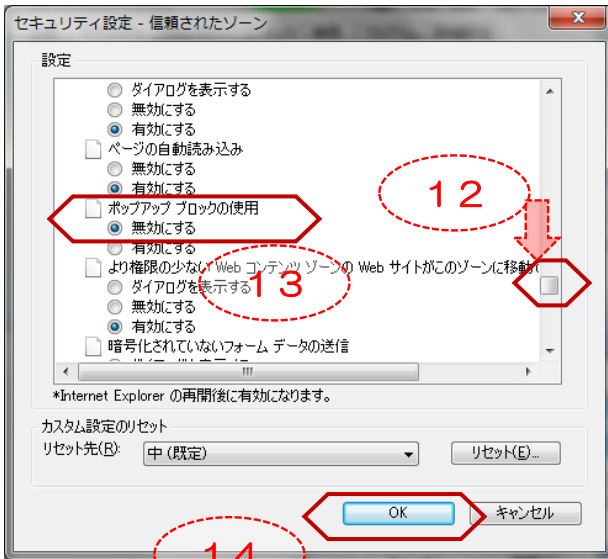 セキュリティ設定 - 信頼されたゾーン
設定
ダイアログを表示する
無効にする
有効にする
ページの自動読み込み
無効にする
有効にする
ポップアップ ブロックの使用
無効にする
有効にする
より権限の少ない Web コンテンツ ゾーンの Web サイトがこのゾーンに移動
ダイアログを表示する
無効にする
有効にする
暗号化されていないフォーム データの送信
*Internet Explorer の再開後に有効になります。
カスタム設定のリセット
リセット先(R):
中 (既定)
リセット(E)...
OK
キャンセル
12
13
14